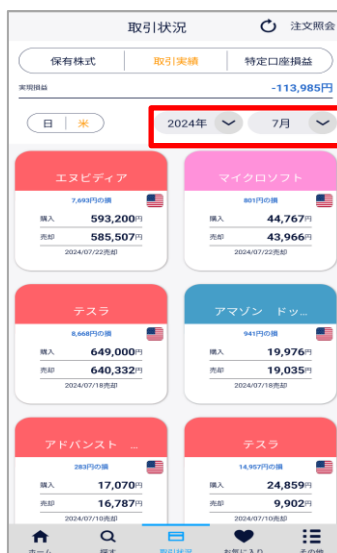 取引状況
注文照会
保有株式 取引実績 特定口座損益
実現損益 -113,985円
日 米 2024年 7月
エヌビディア
7,693円の損
購入 593,200円
売却 585,507円
2024/07/22売却
マイクロソフト
801円の損
購入 44,767円
売却 43,966円
2024/07/22売却
テスラ
8,668円の損
購入 649,000円
売却 640,332円
2024/07/18売却
アマゾン ドッ...
941円の損
購入 19,976円
売却 19,035円
2024/07/18売却
アドバンスト ...
283円の損
購入 17,070円
売却 16,787円
2024/07/10売却
テスラ
14,957円の損
購入 24,859円
売却 9,902円
2024/07/10売却
ホーム 探す 取引状況 お気に入り その他